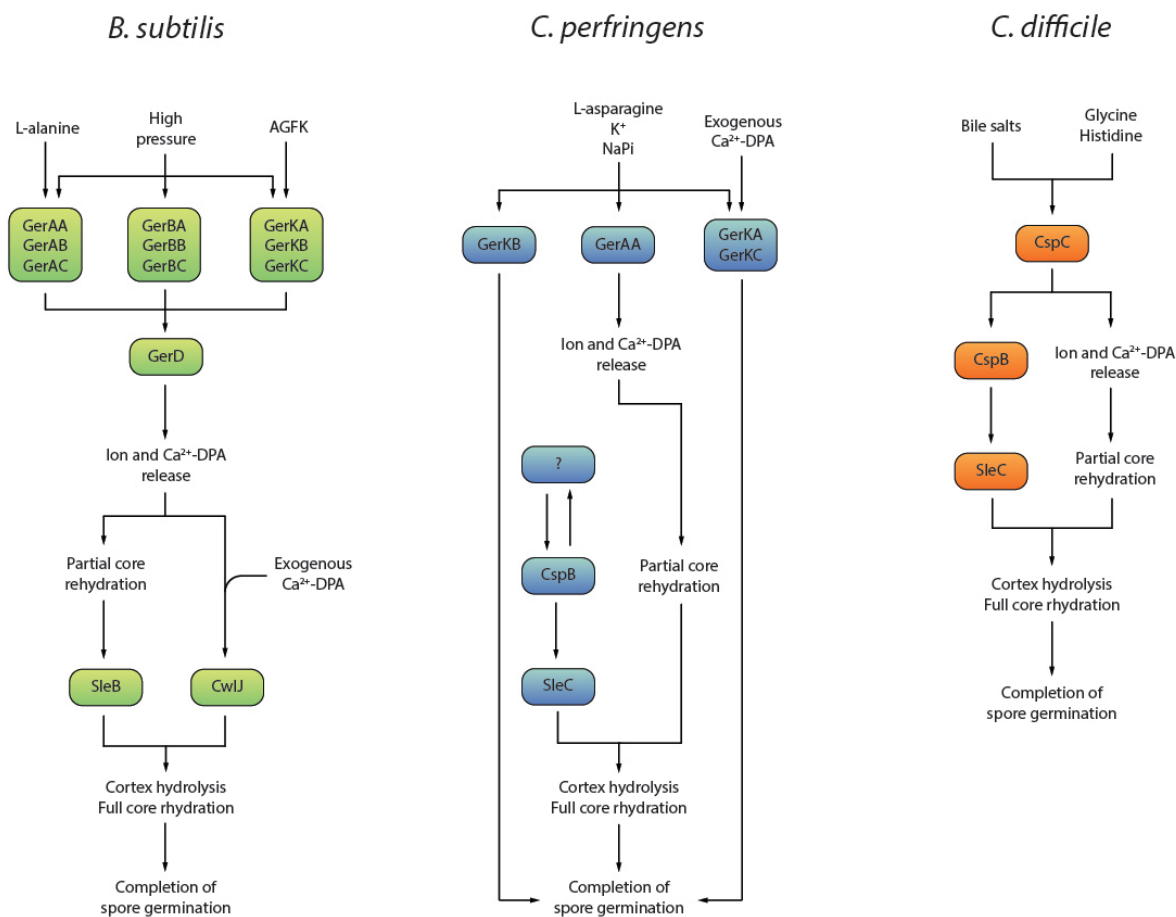 B. subtilis
L-alanine
High
pressure
AGFK
GerAA
GerAB
GerAC
GerBA
GerBB
GerBC
GerKA
GerKB
GerKC
GerD
Ion and Ca²⁺-DPA
release
Partial core
rehydration
Exogenous
Ca²⁺-DPA
SleB
CwlJ
Cortex hydrolysis
Full core rhydration
Completion of
spore germination
C. perfringens
L-asparagine
K⁺
NaPi
Exogenous
Ca²⁺-DPA
GerKB
GerAA
GerKA
GerKC
Ion and Ca²⁺-DPA
release
?
CspB
Partial core
rehydration
SleC
Cortex hydrolysis
Full core rhydration
Completion of
spore germination
C. difficile
Bile salts
Glycine
Histidine
CspC
CspB
Ion and Ca²⁺-DPA
release
SleC
Partial core
rehydration
Cortex hydrolysis
Full core rhydration
Completion of
spore germination